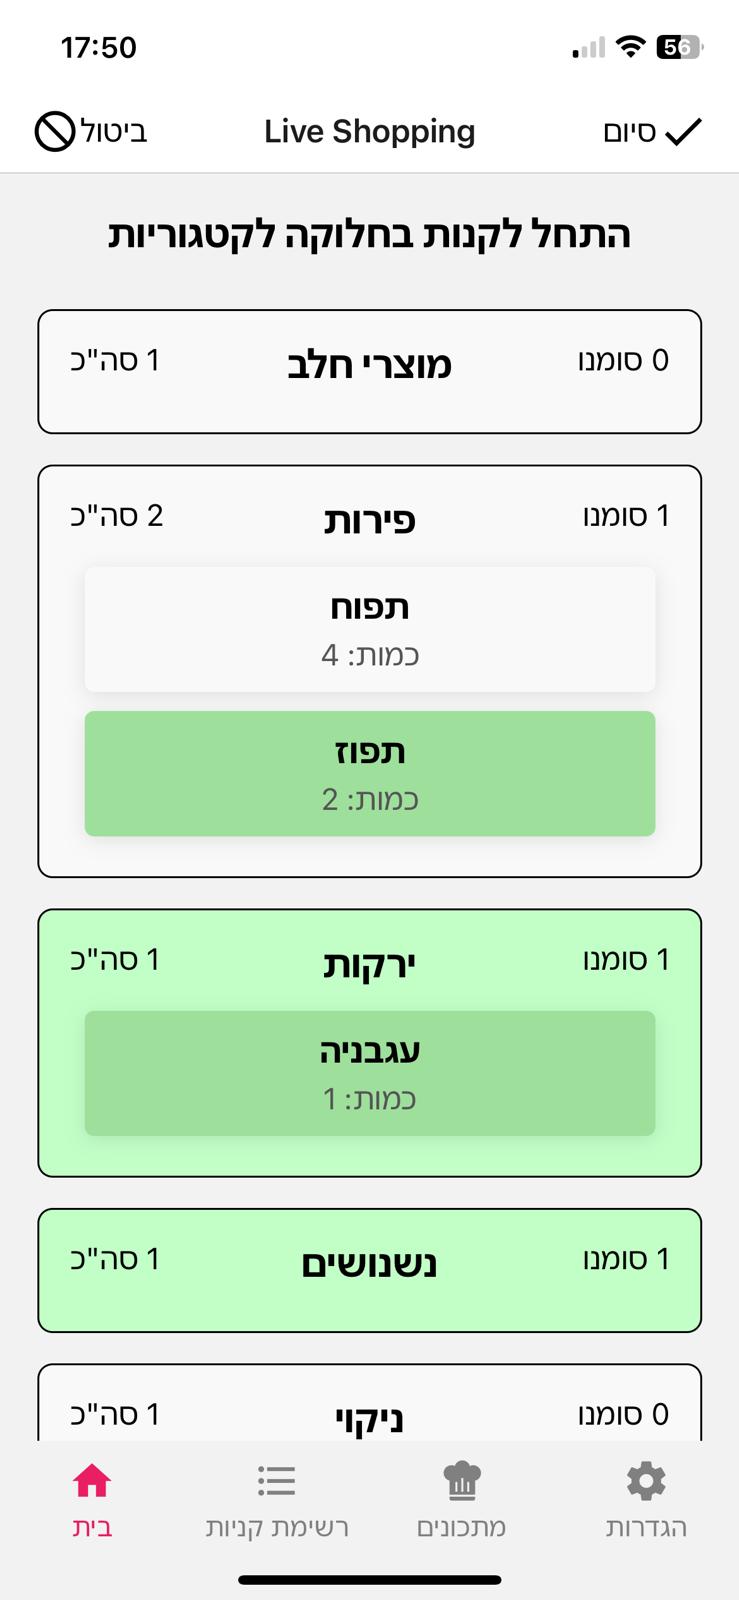 17:50
56
סיום
Live Shopping
ביטול
התחל לקנות בחלוקה לקטגוריות
0 סומנו
מוצרי חלב
1 סה"כ
1 סומנו
פירות
2 סה"כ
תפוח
כמות: 4
תפוז
כמות: 2
1 סומנו
ירקות
1 סה"כ
עגבניה
כמות: 1
1 סומנו
נשנושים
1 סה"כ
0 סומנו
ניקוי
1 סה"כ
הגדרות
מתכונים
רשימת קניות
בית